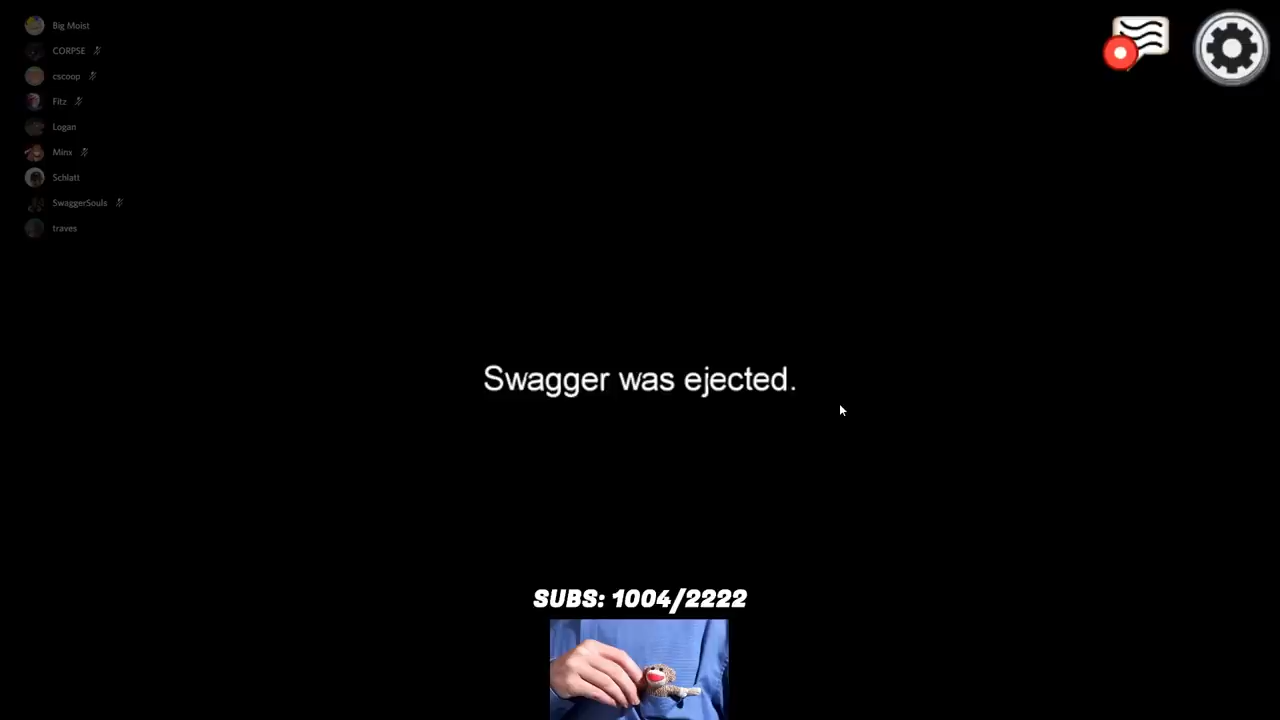 Big Moist
CORPSE
cscoop
Fitz
Logan
Minx
Schlatt
SwaggerSouls
traves
Swagger was ejected.
SUBS: 1004/2222